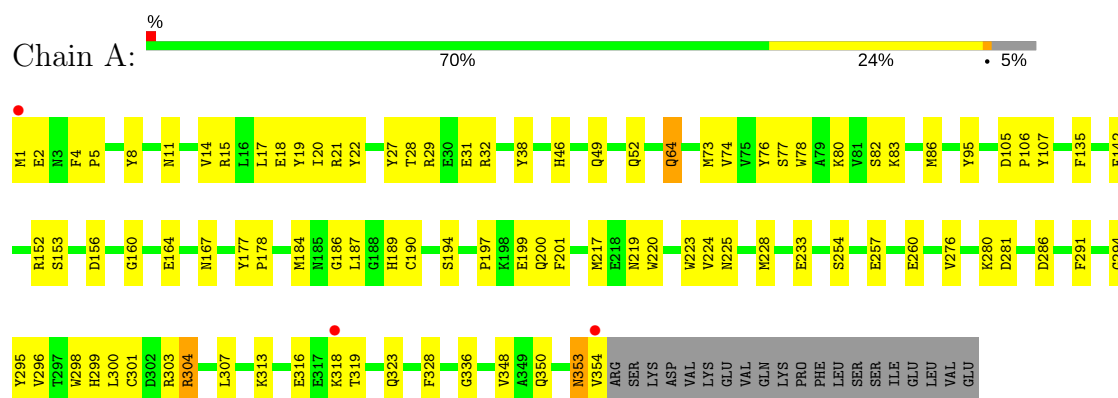 %
Chain A:
70% 24% • 5%
M1 E2 N3 F4 P5 Y8 N11 V14 R15 L16 L17 E18 Y19 I20 R21 Y22 Y27 T28 R29 E30 E31 R32 Y38 H46 Q49 Q52 Q64 M73 V74 V75 Y76 S77 W78 A79 K80 V81 S82 K83 M86 Y95 D105 P106 Y107 F135
R152 S153 D156 G160 E164 N167 Y177 P178 M184 N185 G186 L187 G188 H189 C190 S194 P197 K198 E199 Q200 F201 M217 E218 N219 W220 W223 V224 N225 M228 E233 S254 E257 E260 V276 K280 D281 D286 F291
Y295 V296 T297 W298 H299 L300 C301 D302 R303 R304 L307 K313 E316 E317 K318 T319 Q323 F328 G336 V348 A349 Q350 N353 V354 ARG SER LYS ASP VAL LYS GLU VAL GLN LYS PRO PHE LEU SER SER ILE GLU LEU VAL GLU